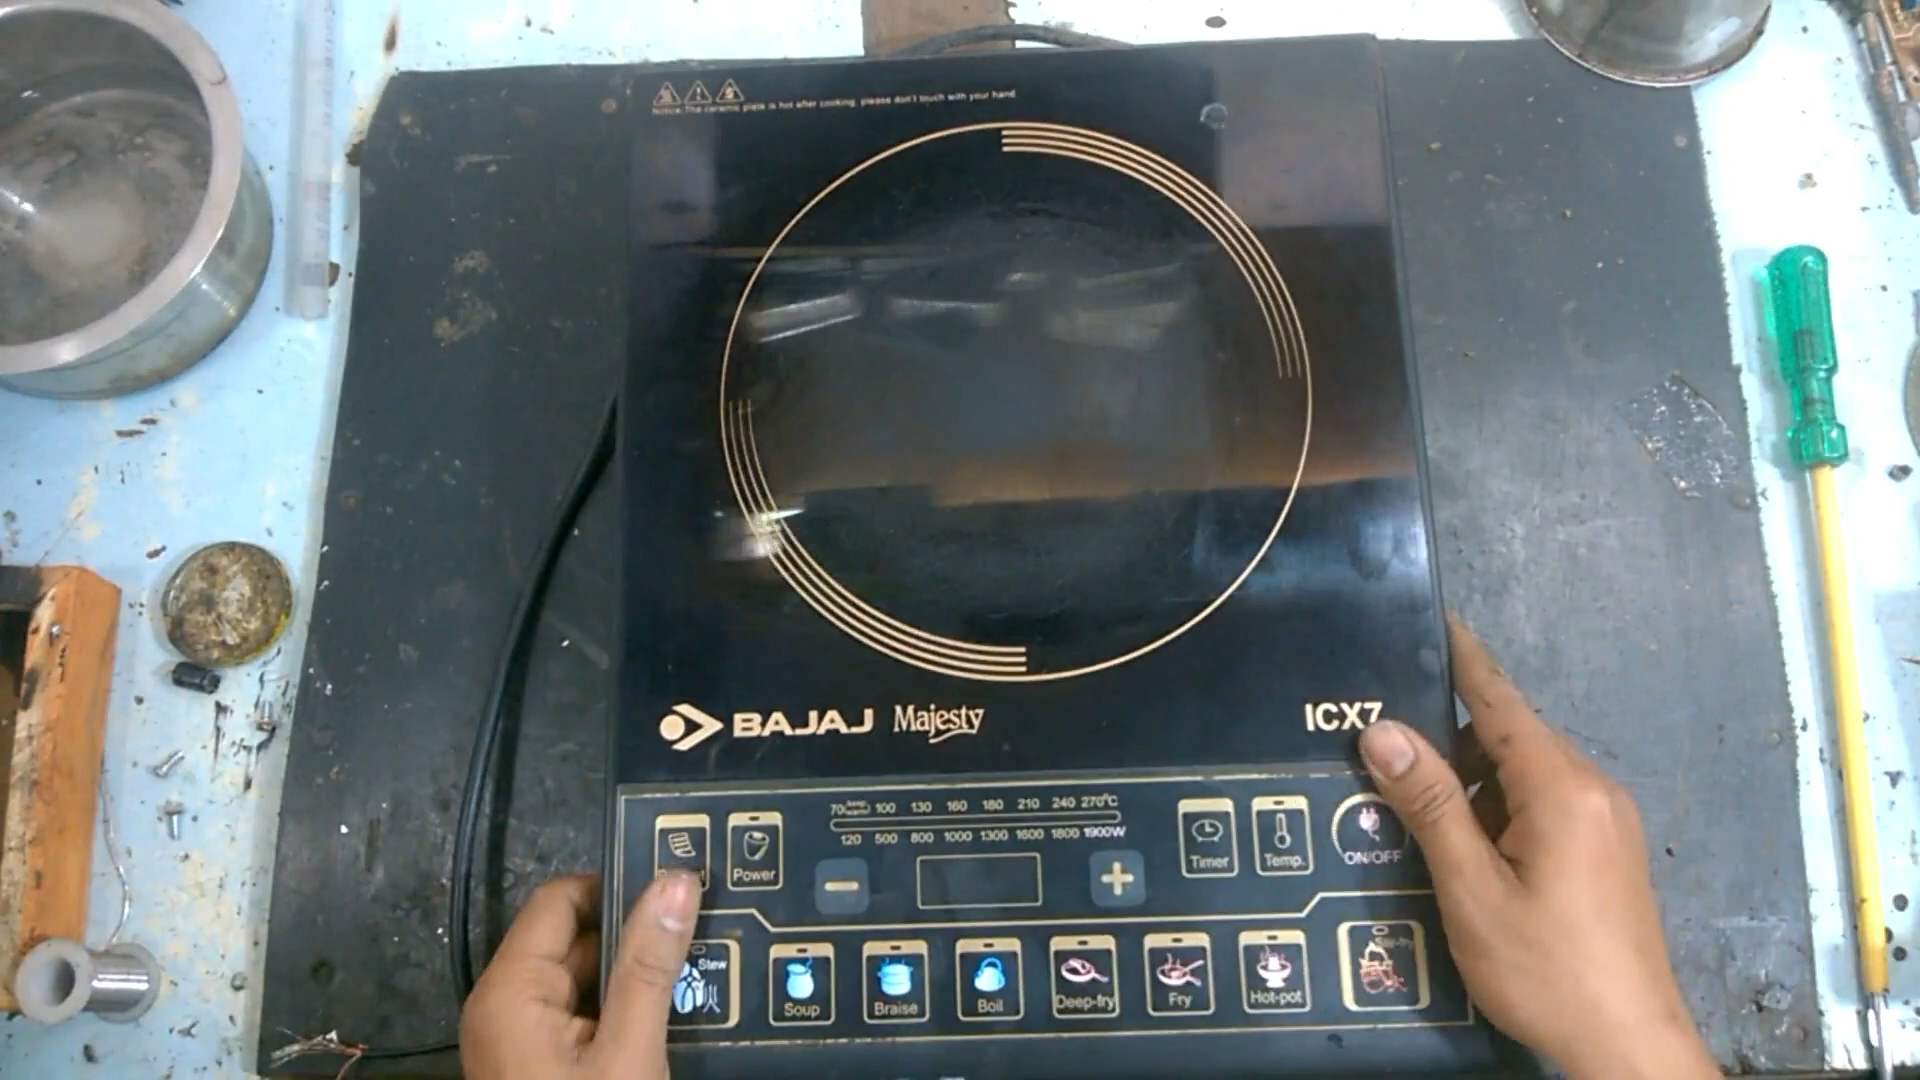 Notice:The ceramic plate is hot after cooking, please don't touch with your hand
BAJAJ Majesty
ICX7
70 100 130 160 180 210 240 270°C
120 500 800 1000 1300 1600 1800 1900W
Power
Timer
Temp.
ON/OFF
Stew
Soup
Braise
Boil
Deep-fry
Fry
Hot-pot
Stir-fry